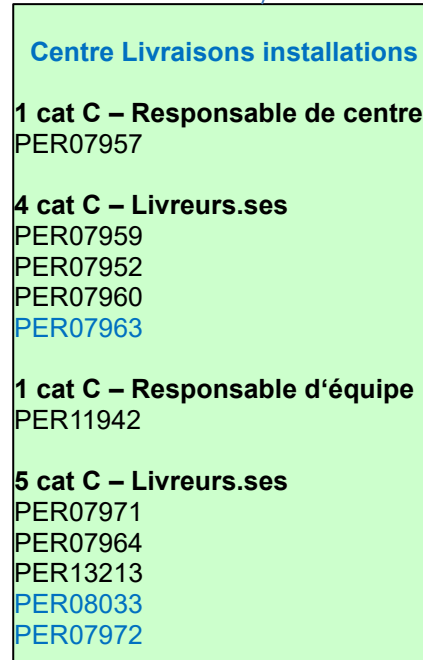 Centre Livraisons installations
1 cat C – Responsable de centre
PER07957
4 cat C – Livreurs.ses
PER07959
PER07952
PER07960
PER07963
1 cat C – Responsable d‘équipe
PER11942
5 cat C – Livreurs.ses
PER07971
PER07964
PER13213
PER08033
PER07972